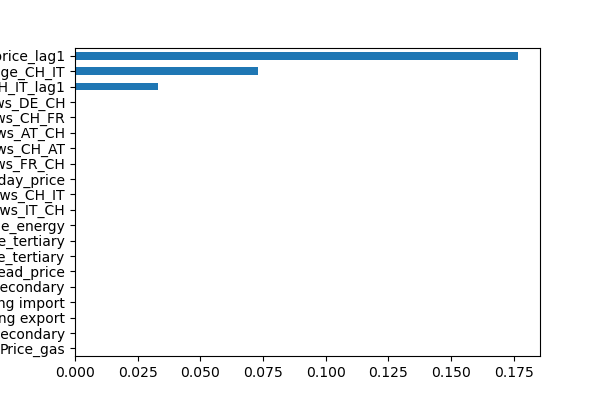 price_lag1
ge_CH_IT
H_IT_lag1
ws_DE_CH
ws_CH_FR
ws_AT_CH
ws_CH_AT
ws_FR_CH
day_price
ws_CH_IT
ws_IT_CH
e_energy
e_tertiary
e_tertiary
ead_price
econdary
ng import
ng export
econdary
Price_gas
0.000 0.025 0.050 0.075 0.100 0.125 0.150 0.175